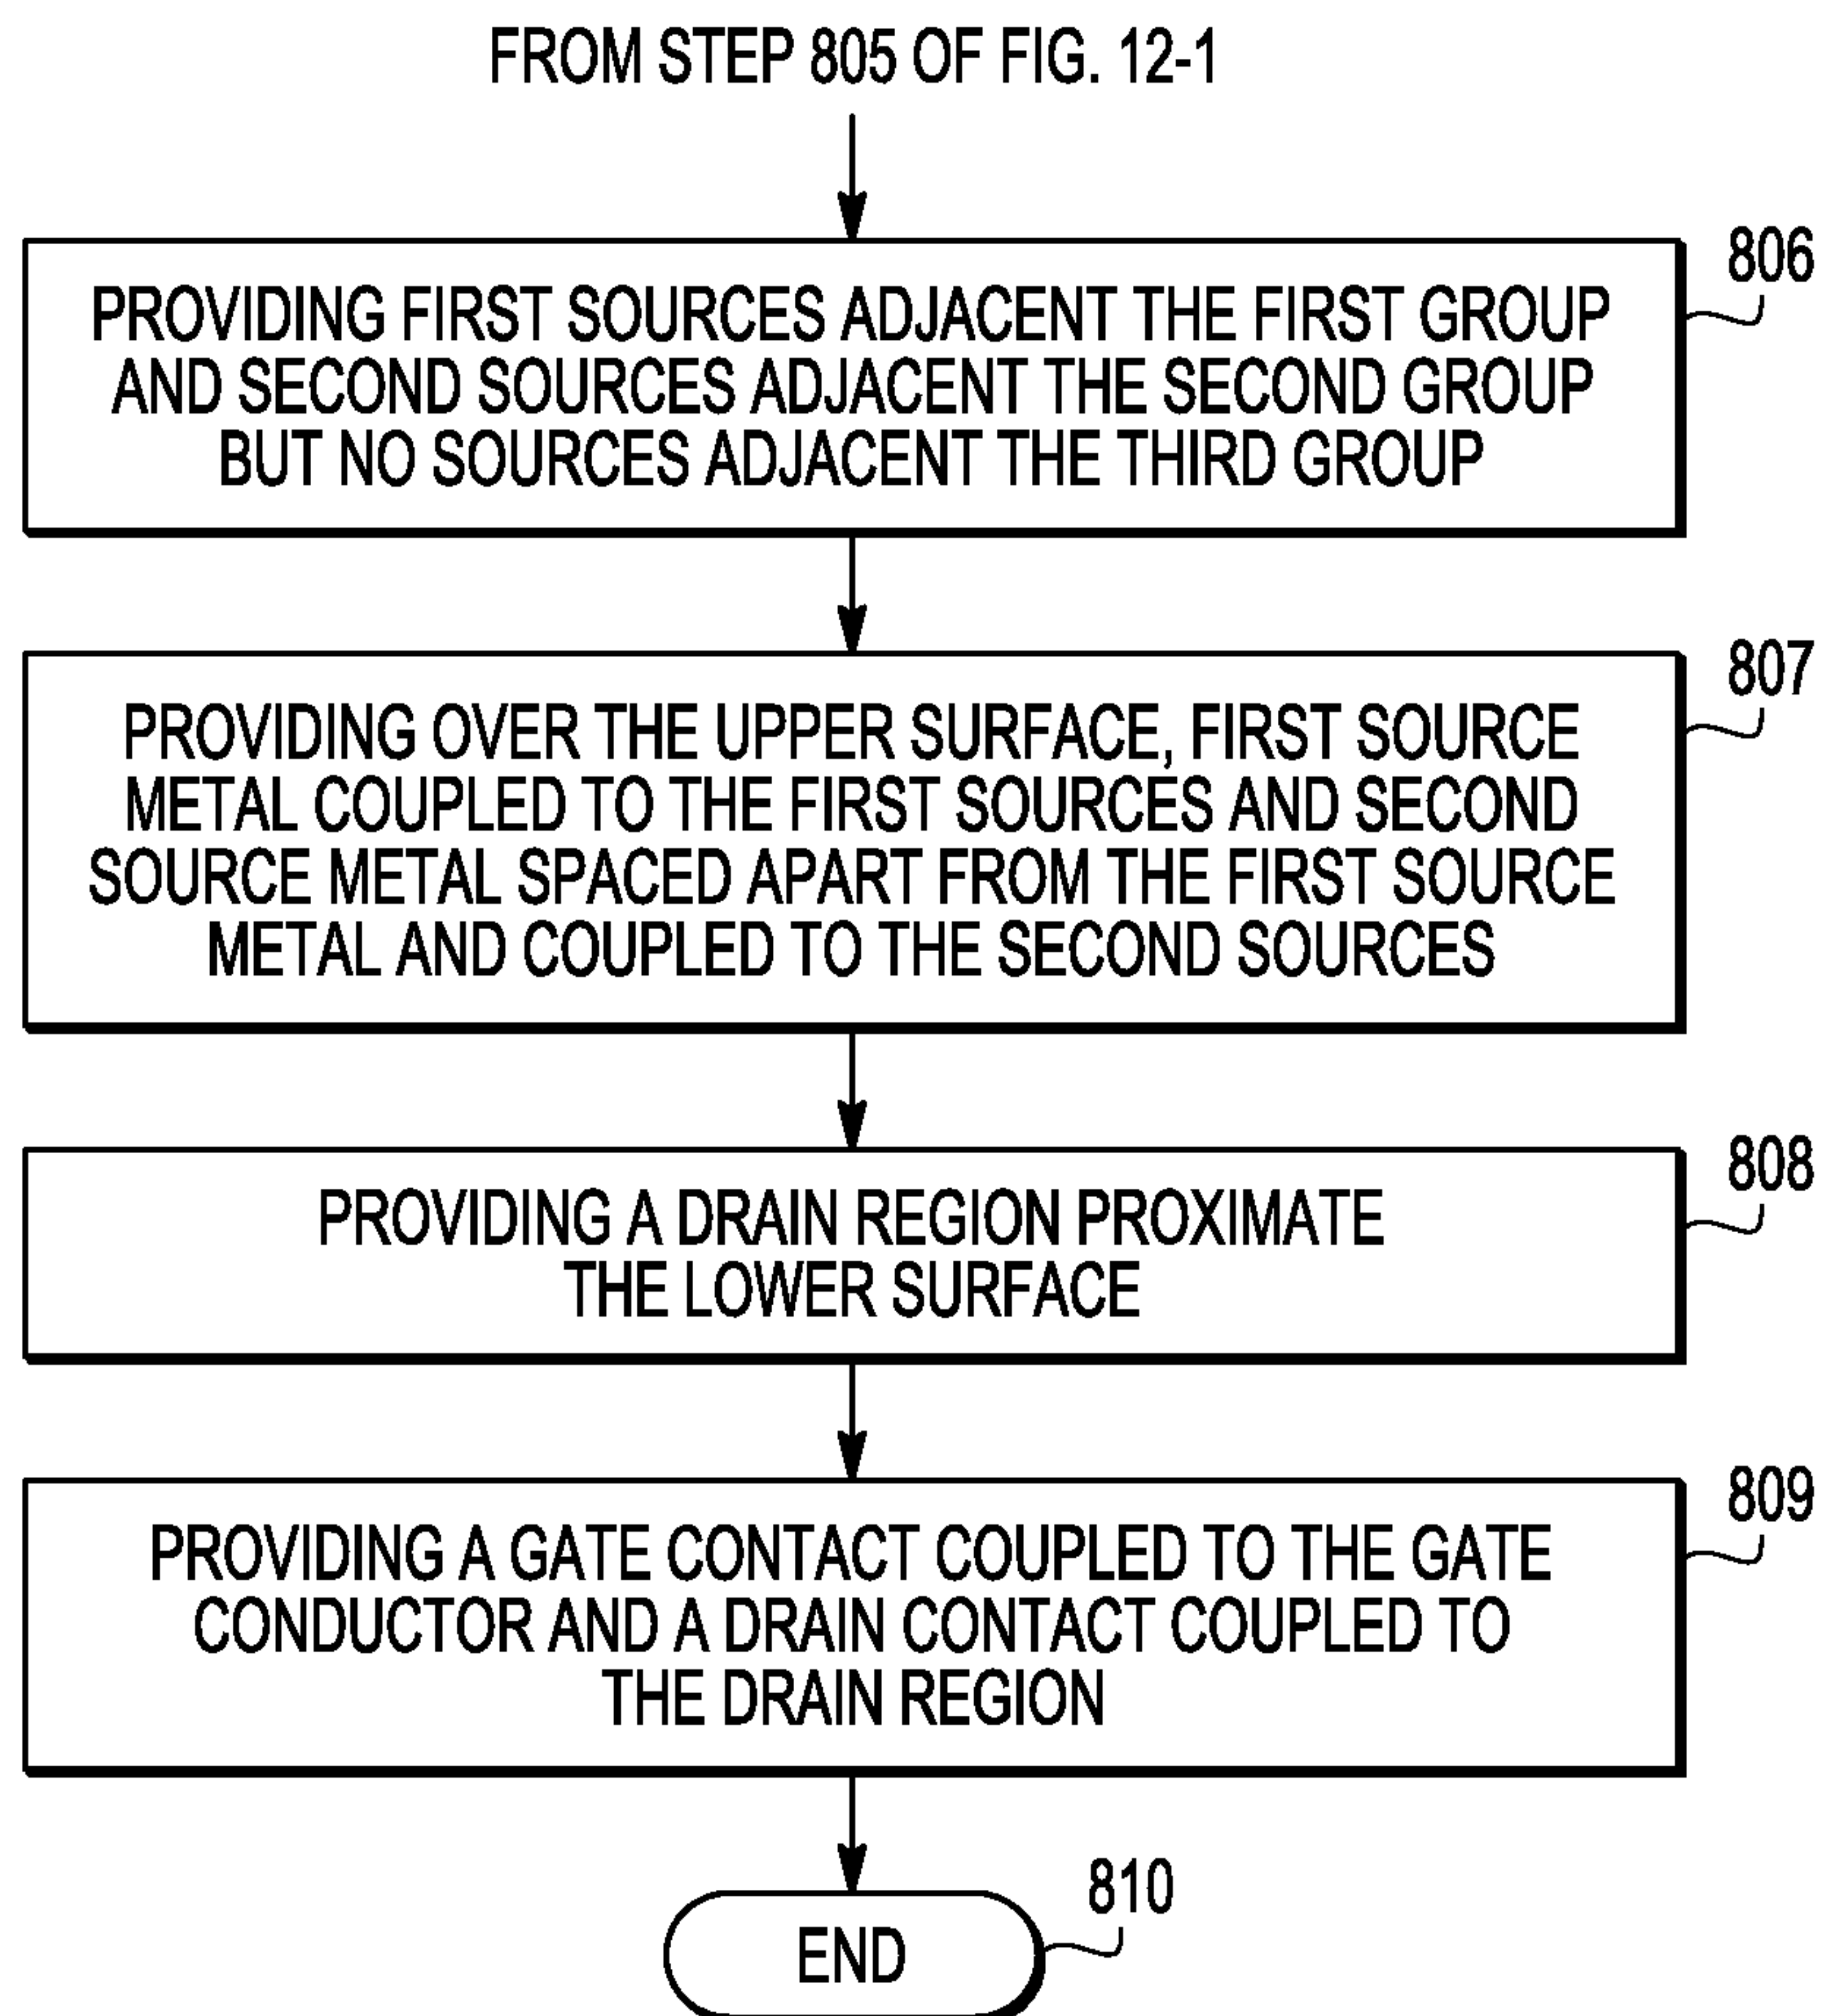 FROM STEP 805 OF FIG. 12-1
806
PROVIDING FIRST SOURCES ADJACENT THE FIRST GROUP
AND SECOND SOURCES ADJACENT THE SECOND GROUP
BUT NO SOURCES ADJACENT THE THIRD GROUP
807
PROVIDING OVER THE UPPER SURFACE, FIRST SOURCE
METAL COUPLED TO THE FIRST SOURCES AND SECOND
SOURCE METAL SPACED APART FROM THE FIRST SOURCE
METAL AND COUPLED TO THE SECOND SOURCES
808
PROVIDING A DRAIN REGION PROXIMATE
THE LOWER SURFACE
809
PROVIDING A GATE CONTACT COUPLED TO THE GATE
CONDUCTOR AND A DRAIN CONTACT COUPLED TO
THE DRAIN REGION
810
END